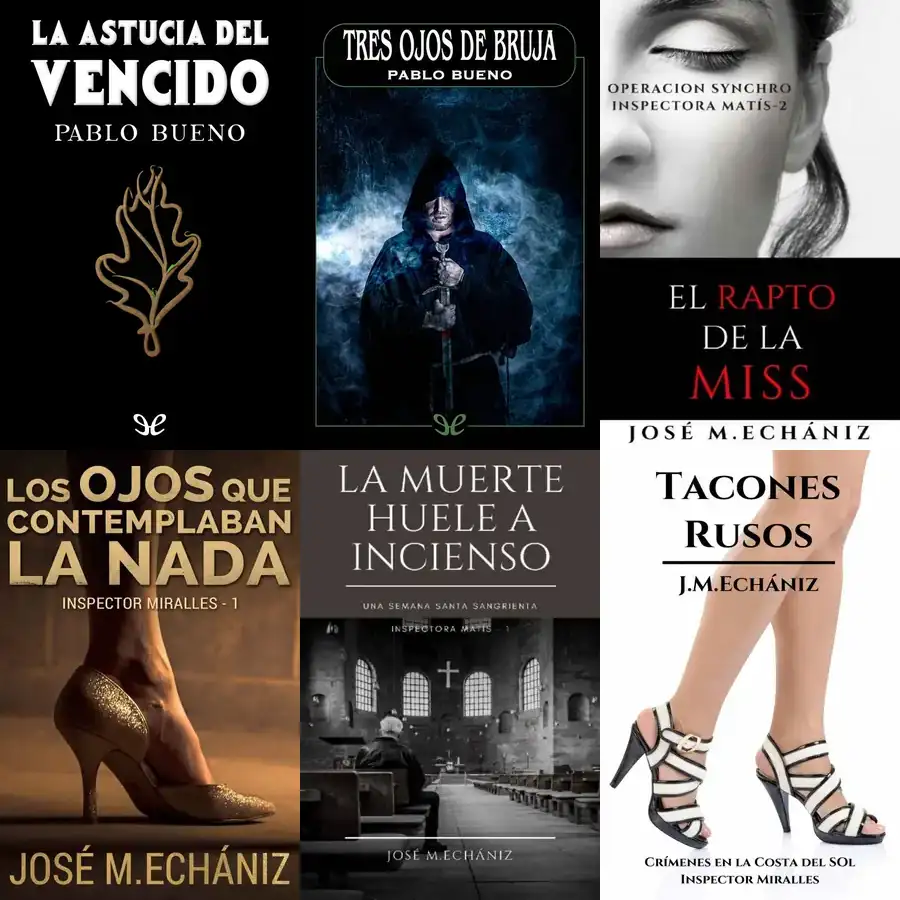 LA ASTUCIA DEL
VENCIDO
PABLO BUENO
TRES OJOS DE BRUJA
PABLO BUENO
OPERACION SYNCHRO
INSPECTORA MATÍS-2
EL RAPTO
DE LA
MISS
JOSÉ M.ECHÁNIZ
LOS OJOS QUE
CONTEMPLABAN
LA NADA
INSPECTOR MIRALLES - 1
JOSÉ M.ECHÁNIZ
LA MUERTE
HUELE A
INCIENSO
UNA SEMANA SANTA SANGRIENTA
INSPECTORA MATÍS - 1
JOSÉ M.ECHÁNIZ
TACONES
RUSOS
J.M.ECHÁNIZ
CRÍMENES EN LA COSTA DEL SOL
INSPECTOR MIRALLES